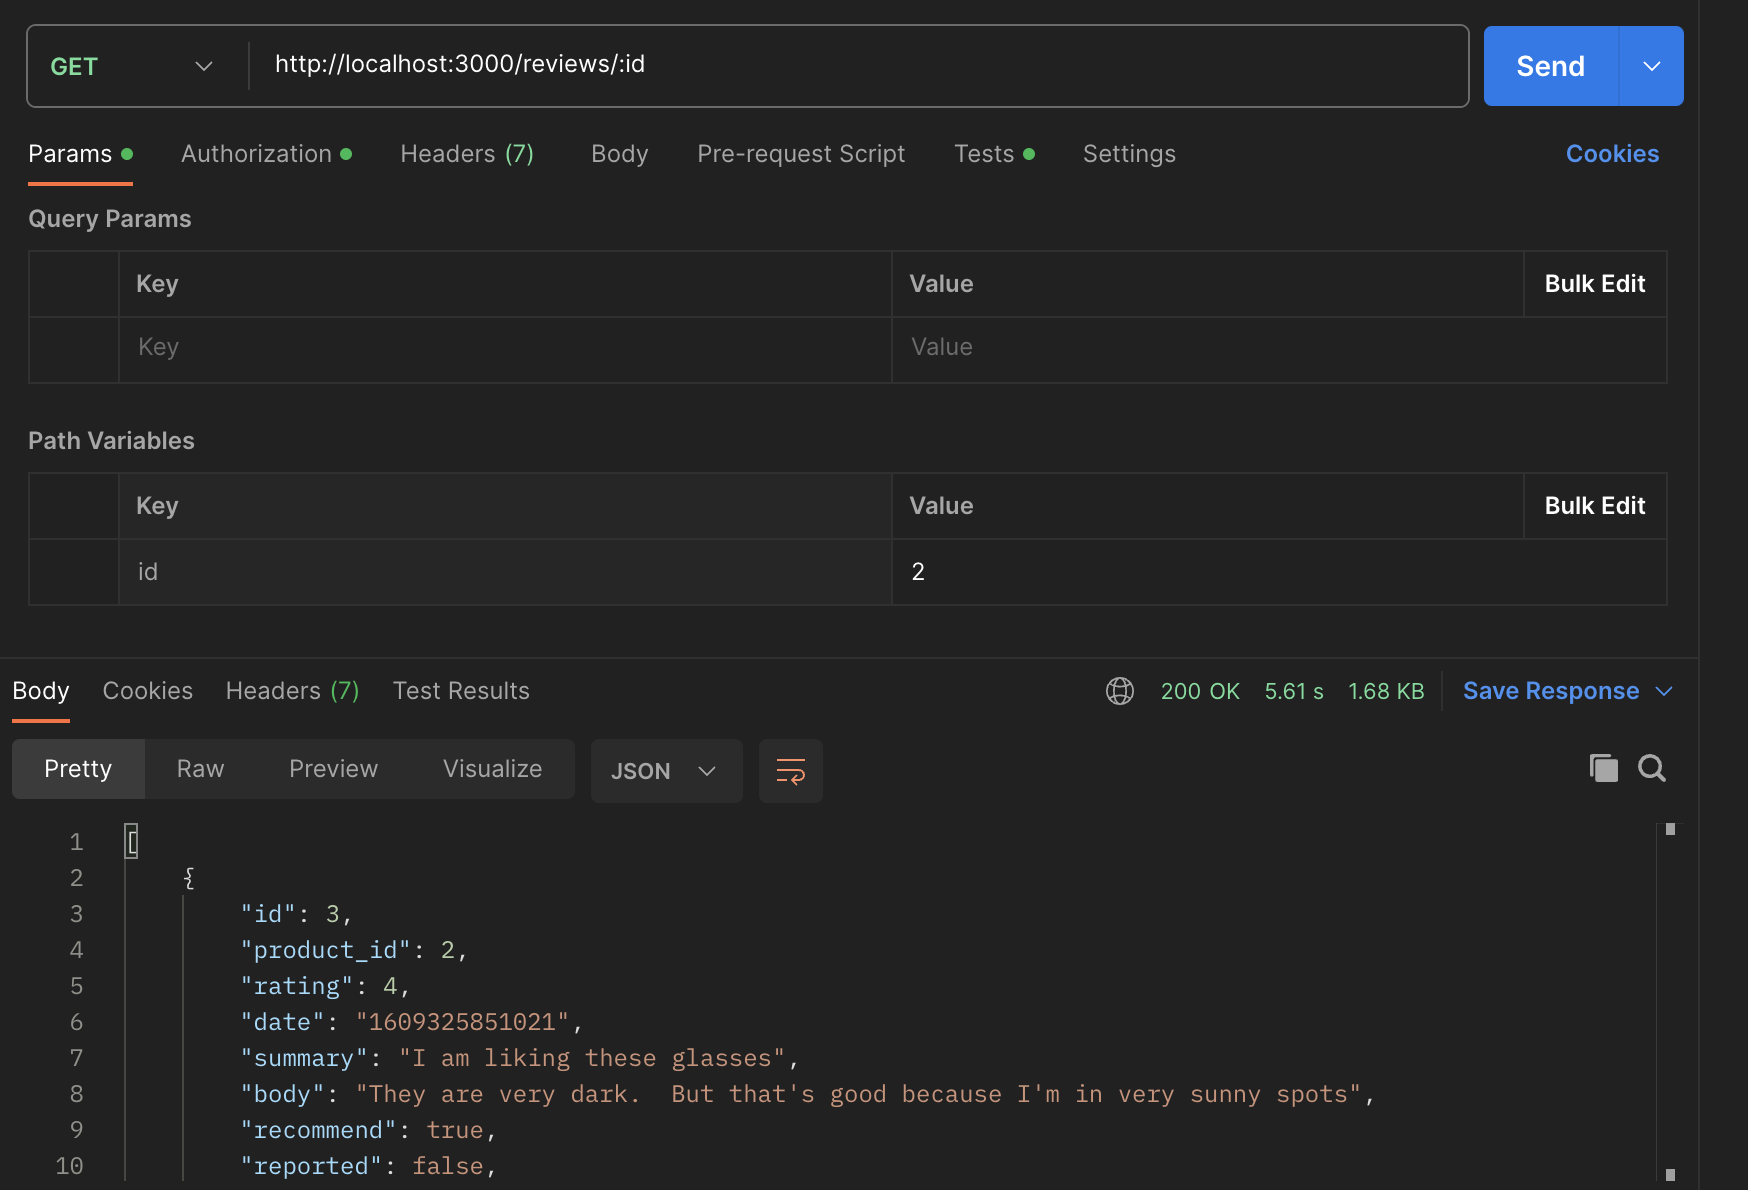 GET http://localhost:3000/reviews/:id Send
Params Authorization Headers (7) Body Pre-request Script Tests Settings Cookies
Query Params
Key Value Bulk Edit
Key Value
Path Variables
Key Value Bulk Edit
id 2
Body Cookies Headers (7) Test Results 200 OK 5.61 s 1.68 KB Save Response
Pretty Raw Preview Visualize JSON
1 [
2 {
3 "id": 3,
4 "product_id": 2,
5 "rating": 4,
6 "date": "1609325851021",
7 "summary": "I am liking these glasses",
8 "body": "They are very dark.  But that's good because I'm in very sunny spots",
9 "recommend": true,
10 "reported": false,